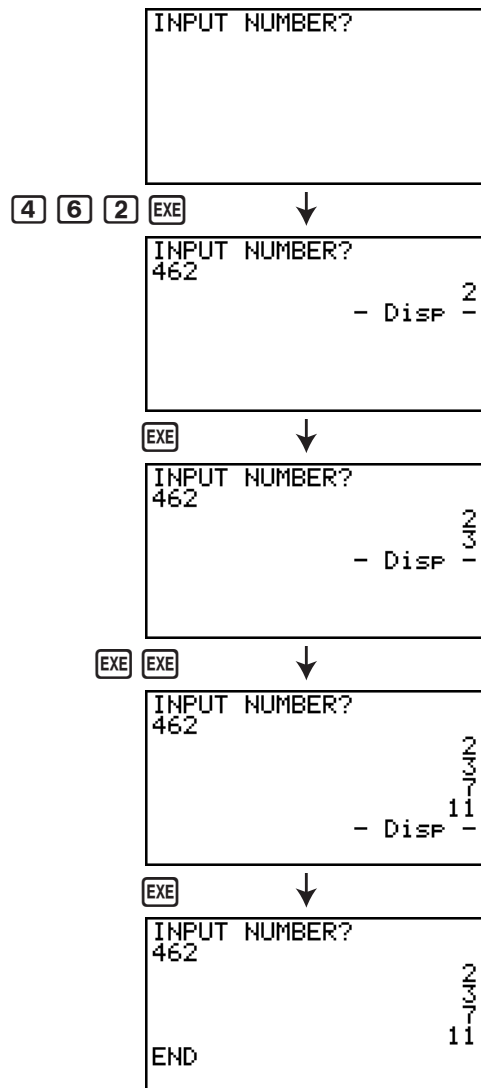 INPUT NUMBER?
4 6 2 EXE
INPUT NUMBER?
462
2
- Disp -
EXE
INPUT NUMBER?
462
2
3
- Disp -
EXE EXE
INPUT NUMBER?
462
2
3
7
11
- Disp -
EXE
INPUT NUMBER?
462
2
3
7
11
END